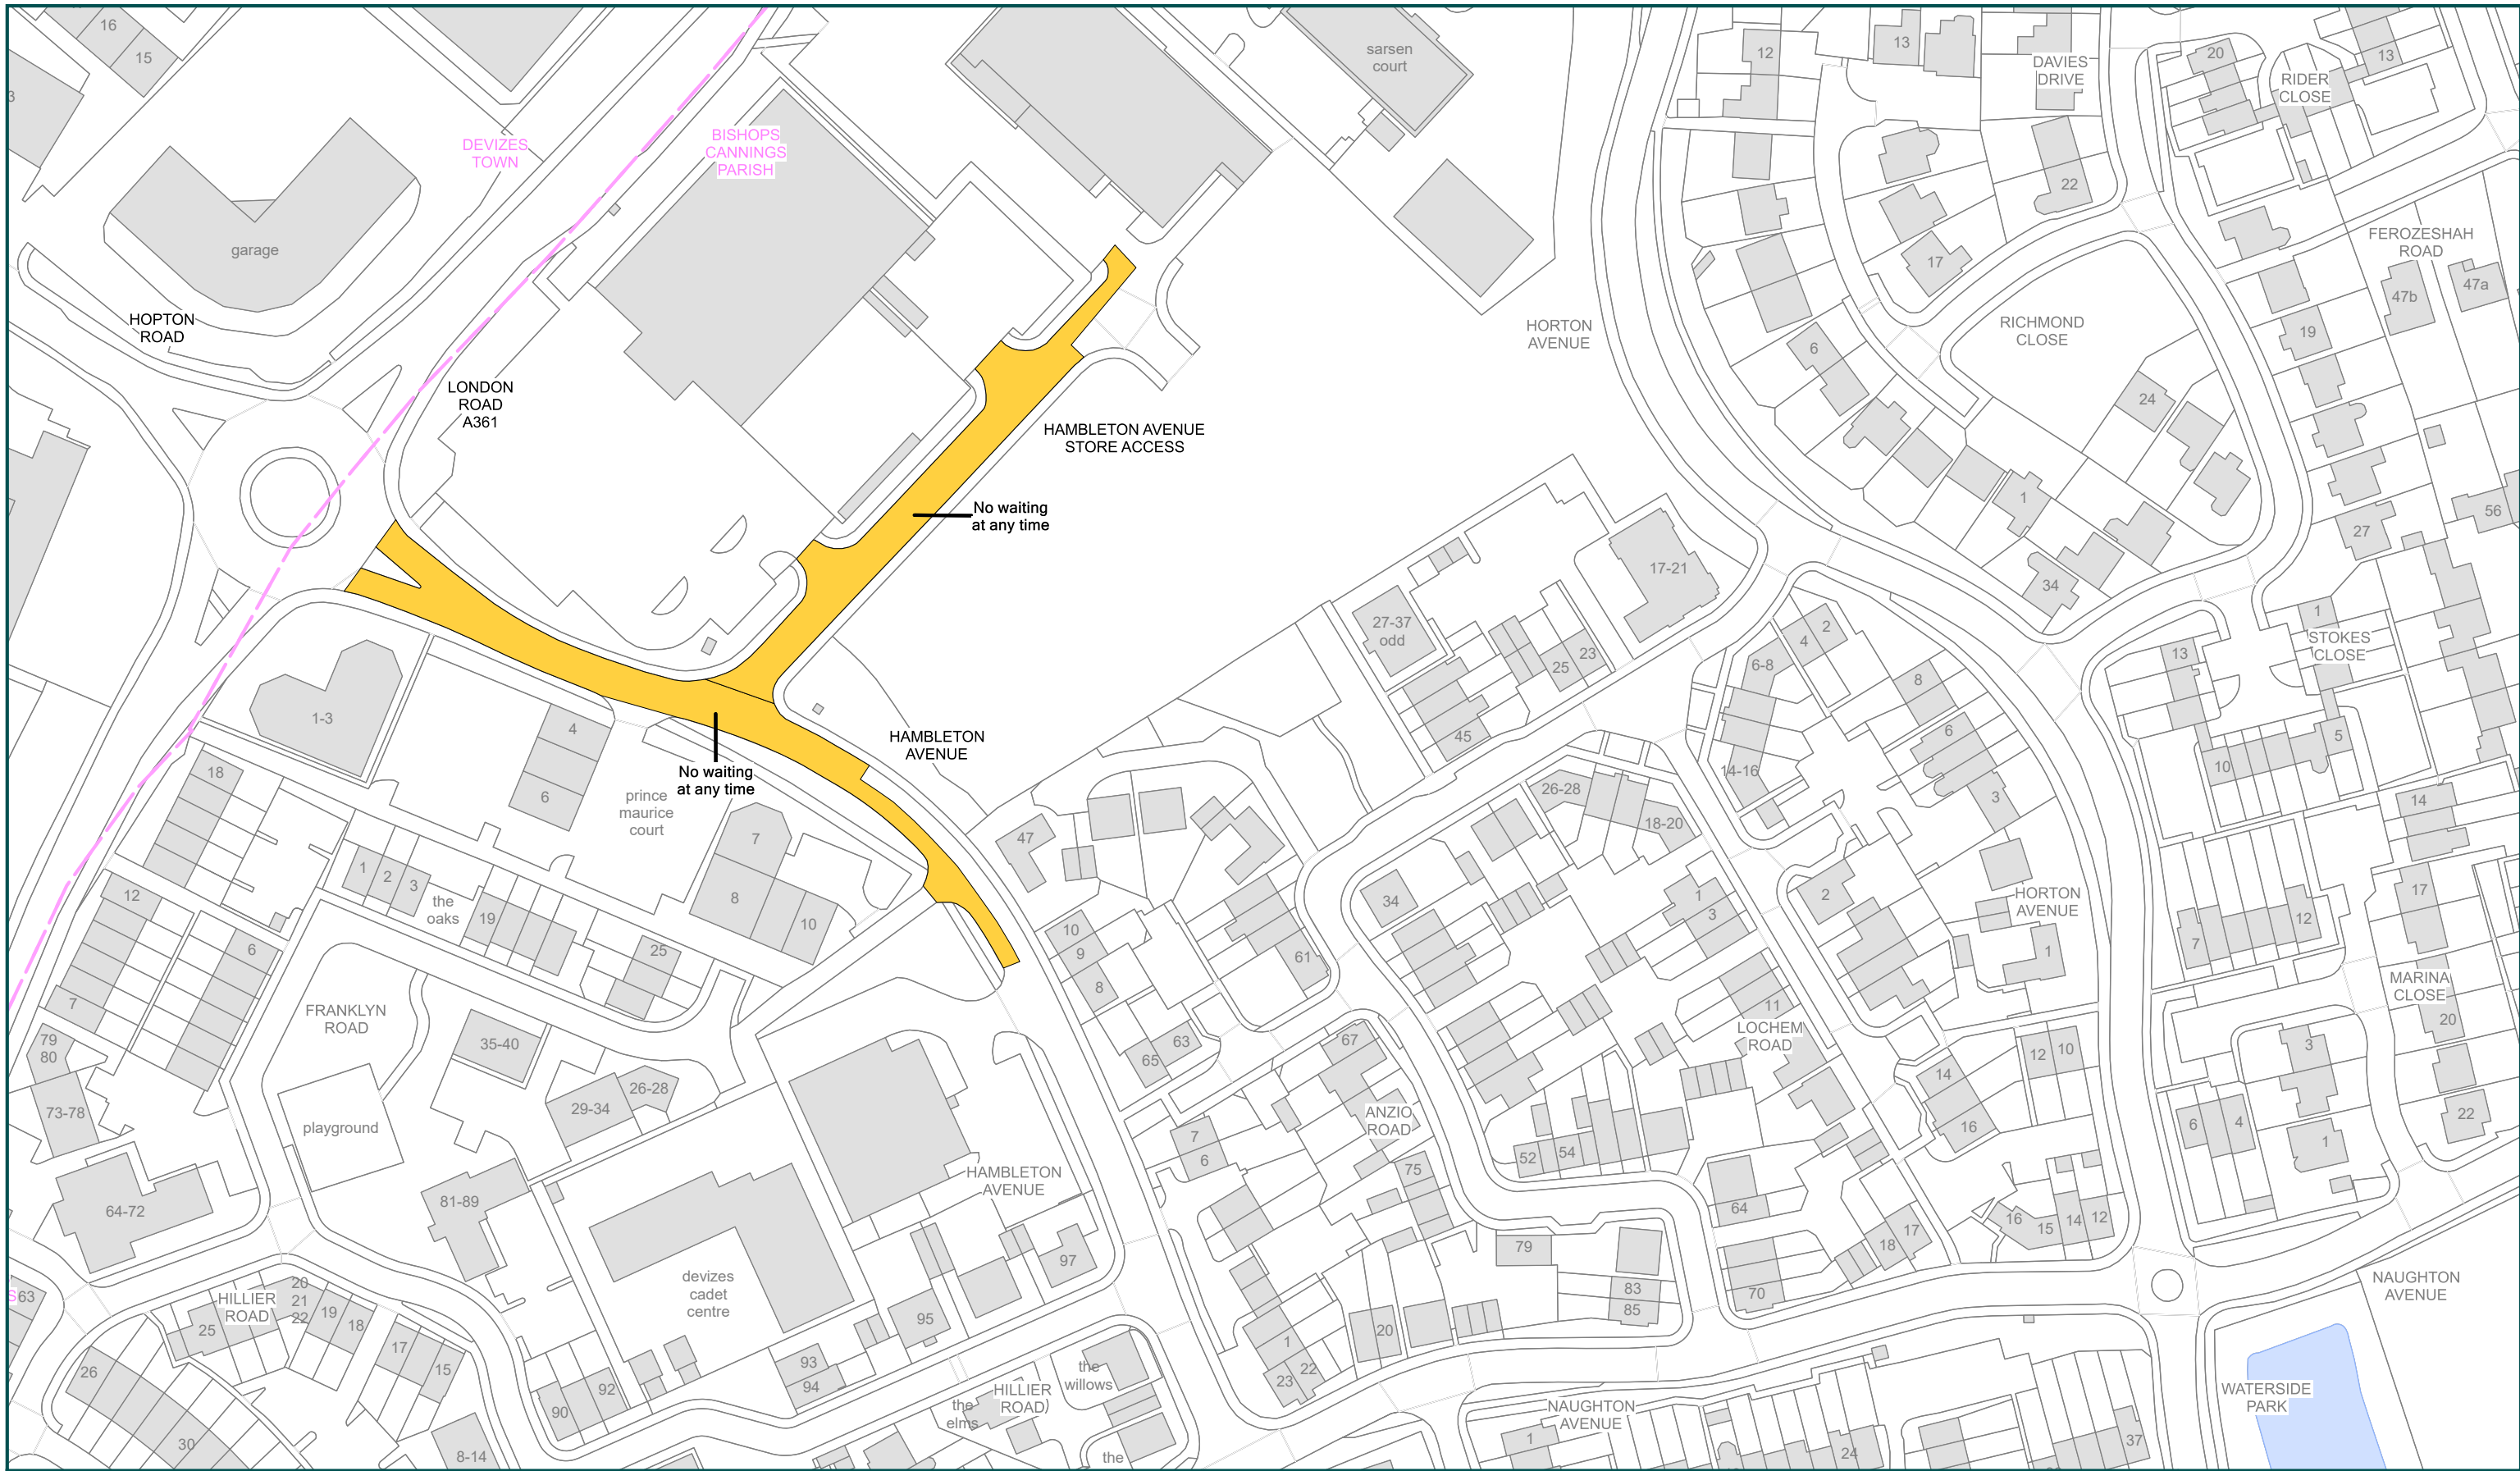 16
15
3
DEVIZES
TOWN
BISHOPS
CANNINGS
PARISH
sarsen
court
garage
HOPTON
ROAD
LONDON
ROAD
A361
HAMBLETON AVENUE
STORE ACCESS
No waiting
at any time
HORTON
AVENUE
12
13
DAVIES
DRIVE
20
RIDER
CLOSE
13
22
17
FEROZESHAH
ROAD
47b
47a
RICHMOND
CLOSE
19
6
24
1
27
56
34
17-21
27-37
odd
25
23
45
2
4
6-8
8
6
3
14-16
1
STOKES
CLOSE
13
10
5
14
17
12
7
1-3
4
6
HAMBLETON
AVENUE
No waiting
at any time
prince
maurice
court
7
8
10
18
12
7
6
1
2
3
the
oaks
19
25
47
10
9
8
61
63
65
67
26-28
18-20
34
1
3
11
LOCHEM
ROAD
2
HORTON
AVENUE
1
12
10
14
16
MARINA
CLOSE
20
22
3
1
6
4
FRANKLYN
ROAD
playground
35-40
29-34
26-28
79
80
73-78
64-72
81-89
HAMBLETON
AVENUE
devizes
cadet
centre
97
95
93
94
90
92
7
6
ANZIO
ROAD
75
52
54
64
70
79
83
85
20
1
22
23
18
17
16
15
14
12
NAUGHTON
AVENUE
WATERSIDE
PARK
S63
HILLIER
ROAD
20
21
22
19
18
25
17
15
26
30
8-14
the
willows
HILLIER
ROAD)
the
elms
the
NAUGHTON
AVENUE
1
24
37